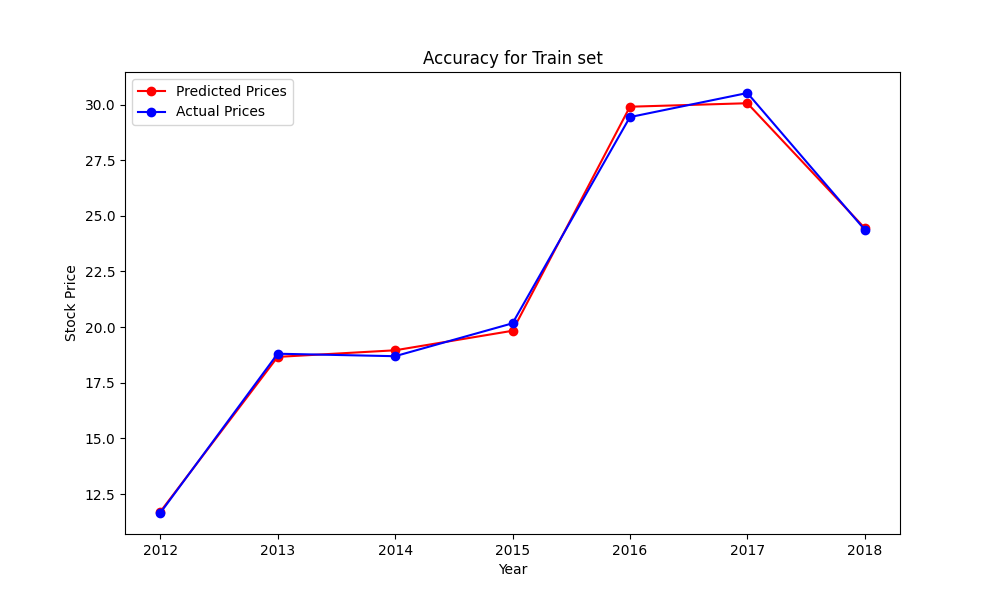 Accuracy for Train set
Predicted Prices
Actual Prices
30.0
27.5
25.0
22.5
20.0
17.5
15.0
12.5
Stock Price
2012 2013 2014 2015 2016 2017 2018
Year